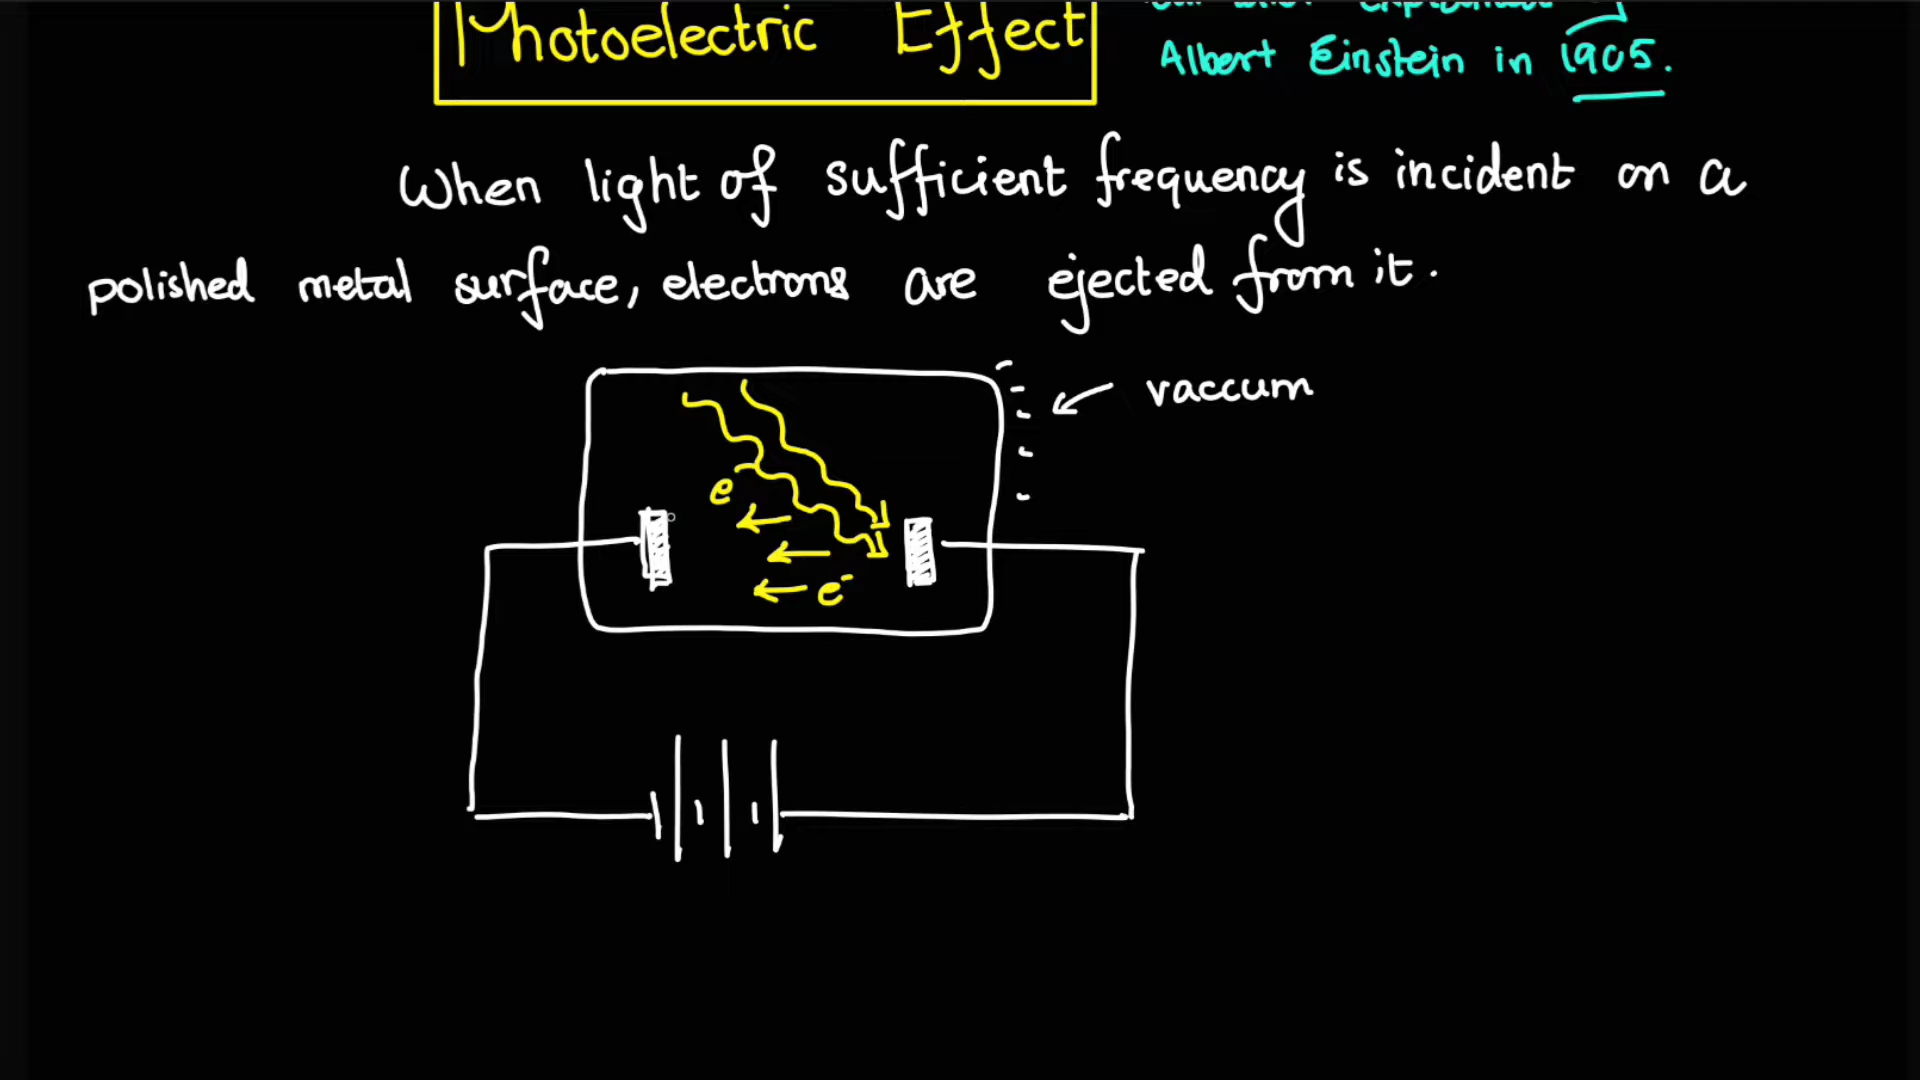 Photoelectric Effect
Albert Einstein in 1905.
When light of sufficient frequency is incident on a
polished metal surface, electrons are ejected from it.
vaccum
e
e-